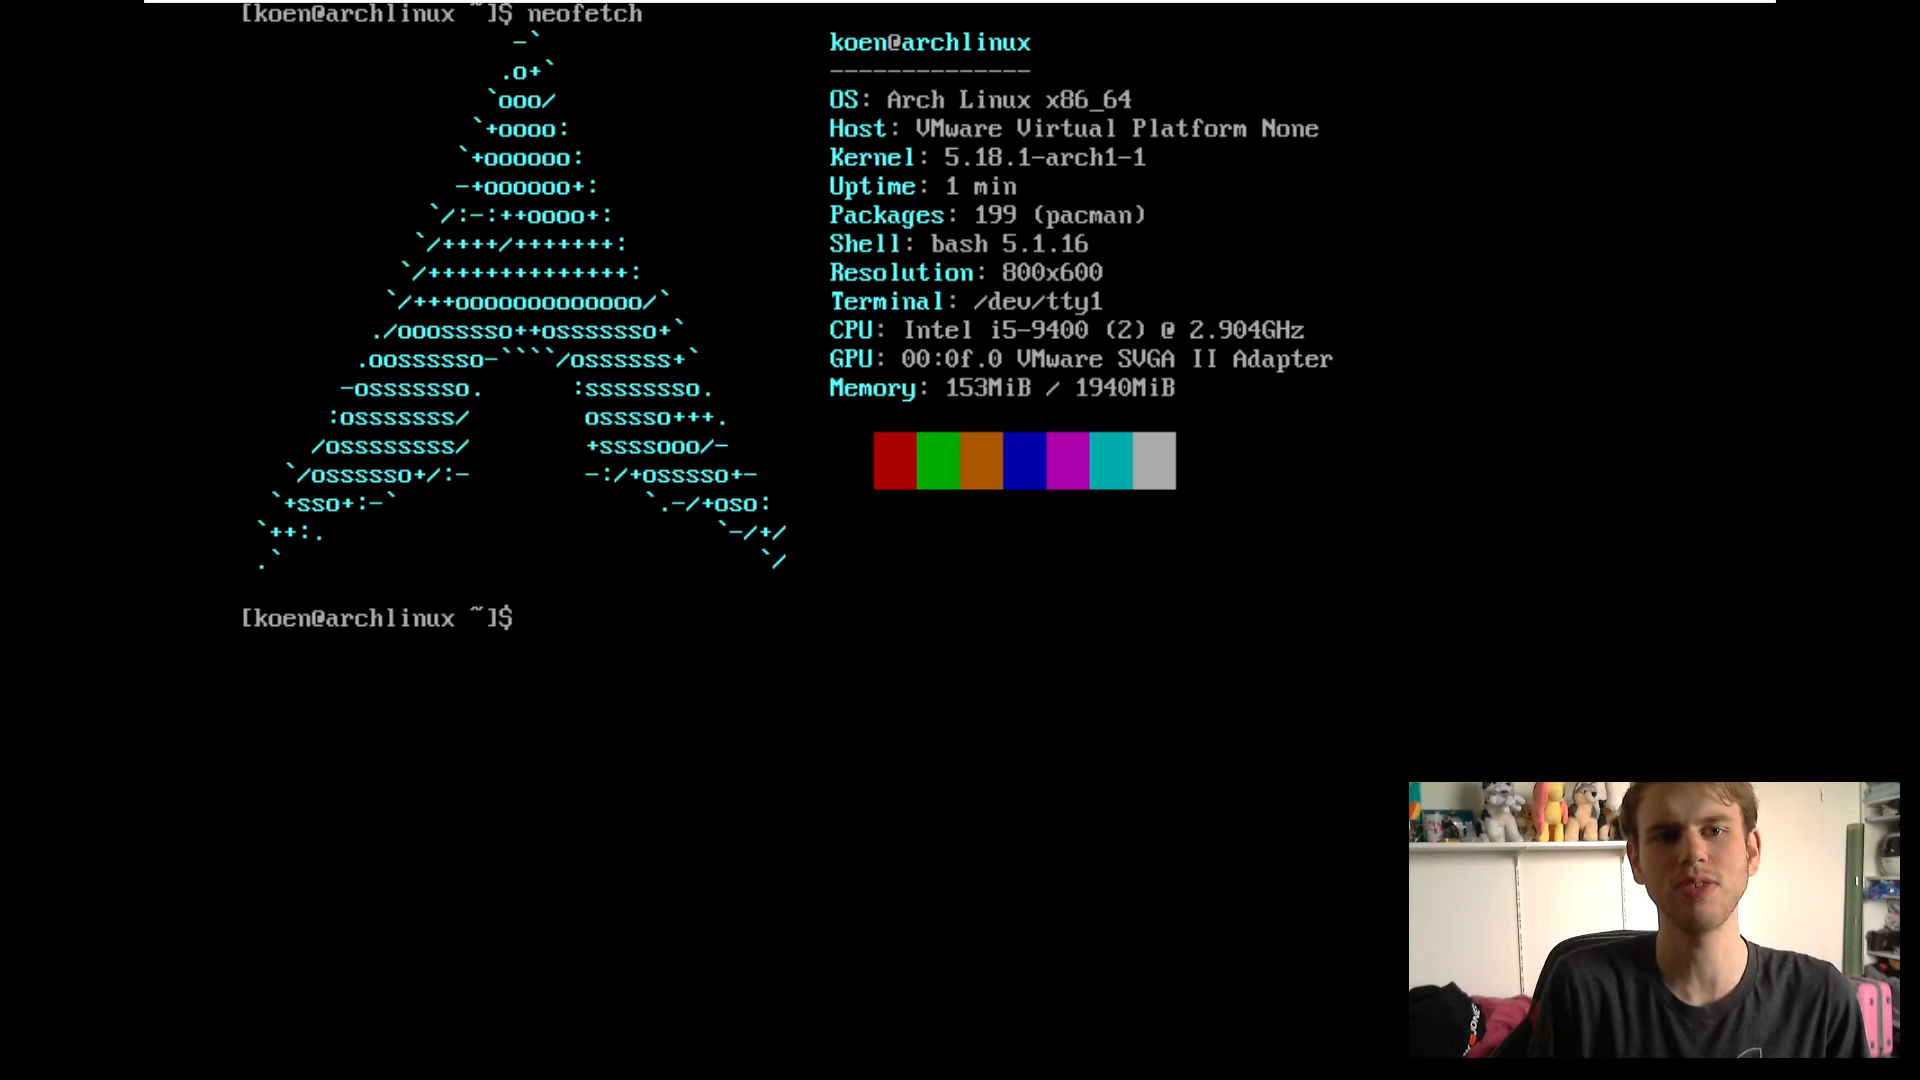 [koen@archlinux ~]$ neofetch
koen@archlinux
--------------
OS: Arch Linux x86_64
Host: VMware Virtual Platform None
Kernel: 5.18.1-arch1-1
Uptime: 1 min
Packages: 199 (pacman)
Shell: bash 5.1.16
Resolution: 800x600
Terminal: /dev/tty1
CPU: Intel i5-9400 (2) @ 2.904GHz
GPU: 00:0f.0 VMware SVGA II Adapter
Memory: 153MiB / 1940MiB
[koen@archlinux ~]$